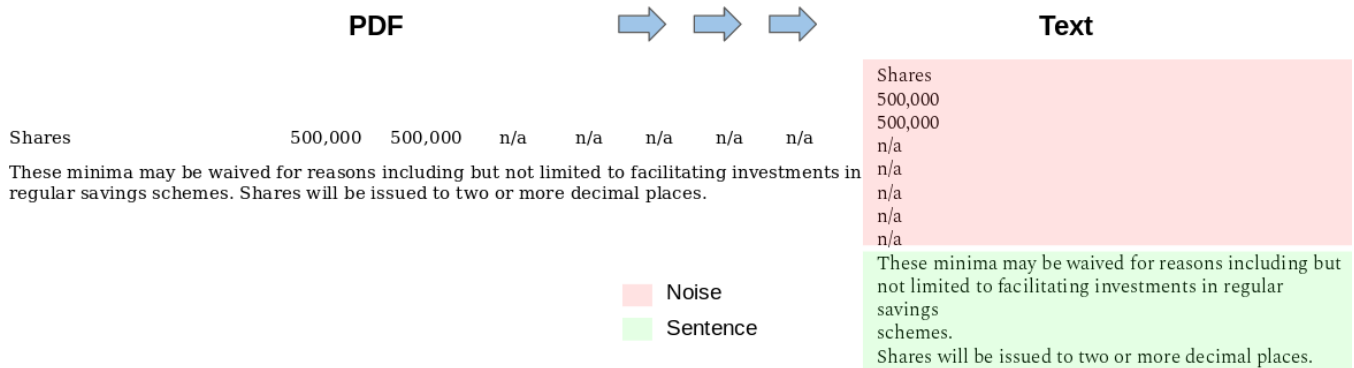 PDF
Text
Shares 500,000 500,000 n/a n/a n/a n/a n/a
These minima may be waived for reasons including but not limited to facilitating investments in
regular savings schemes. Shares will be issued to two or more decimal places.
Shares
500,000
500,000
n/a
n/a
n/a
n/a
n/a
These minima may be waived for reasons including but
not limited to facilitating investments in regular
savings
schemes.
Shares will be issued to two or more decimal places.
Noise
Sentence